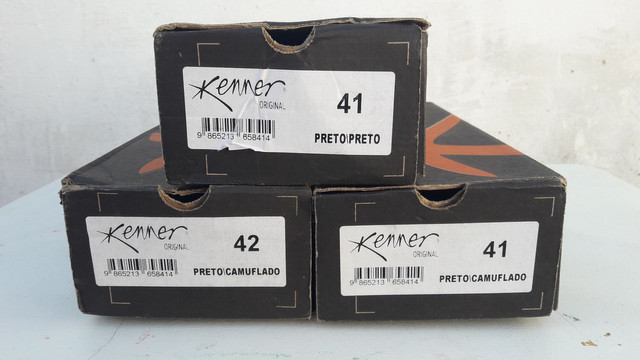 Kenner
ORIGINAL
41
9 865213 658414
PRETO\PRETO
Kenner
ORIGINAL
42
9 865213 658414
PRETO\CAMUFLADO
Kenner
ORIGINAL
41
9 865213 658414
PRETO\CAMUFLADO